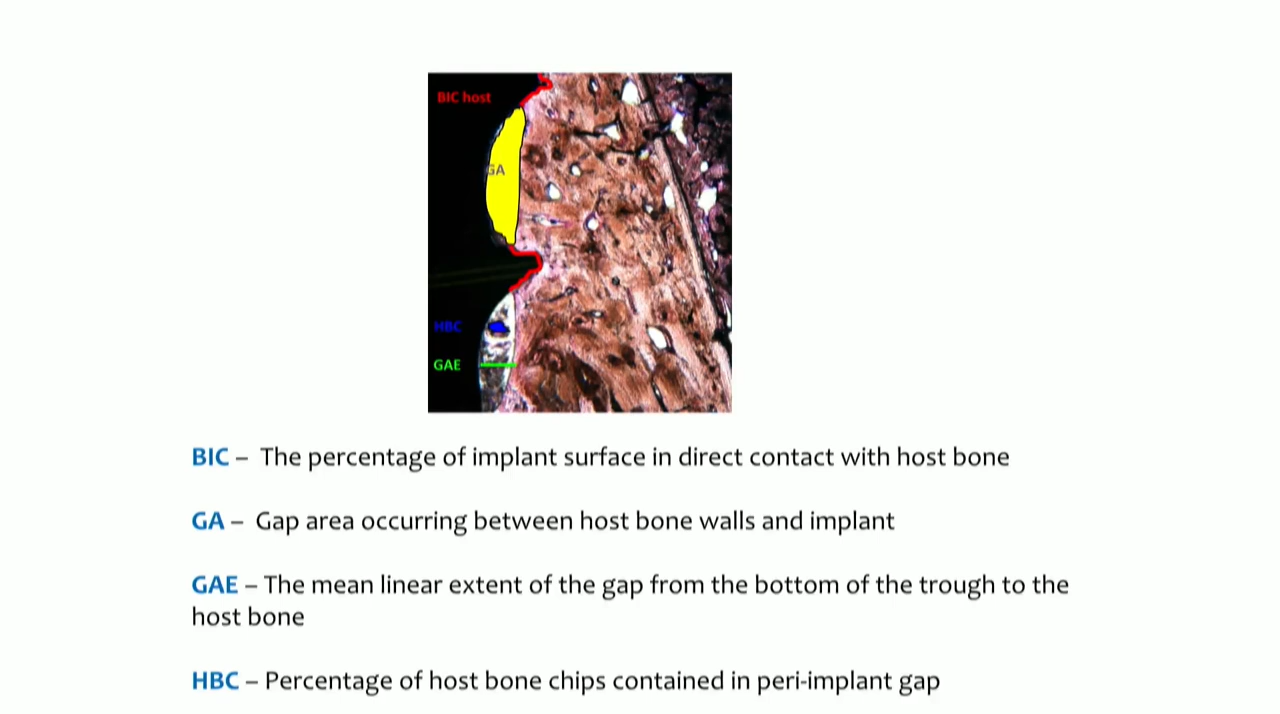 BIC host
GA
HBC
GAE
BIC – The percentage of implant surface in direct contact with host bone
GA – Gap area occurring between host bone walls and implant
GAE – The mean linear extent of the gap from the bottom of the trough to the
host bone
HBC – Percentage of host bone chips contained in peri-implant gap